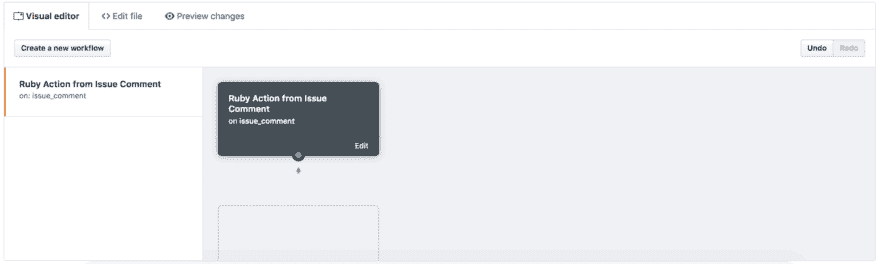 Visual editor
<> Edit file
Preview changes
Create a new workflow
Undo
Redo
Ruby Action from Issue Comment
on: issue_comment
Ruby Action from Issue
Comment
on issue_comment
Edit